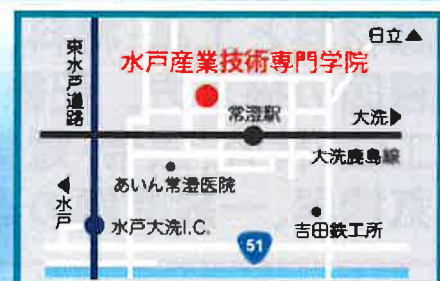 日立▲
東水戸道路
水戸産業技術専門学院
常澄駅
大洗▶
大洗鹿島線
◀水戸
あいん常澄医院
水戸大洗I.C.
吉田鉄工所
51